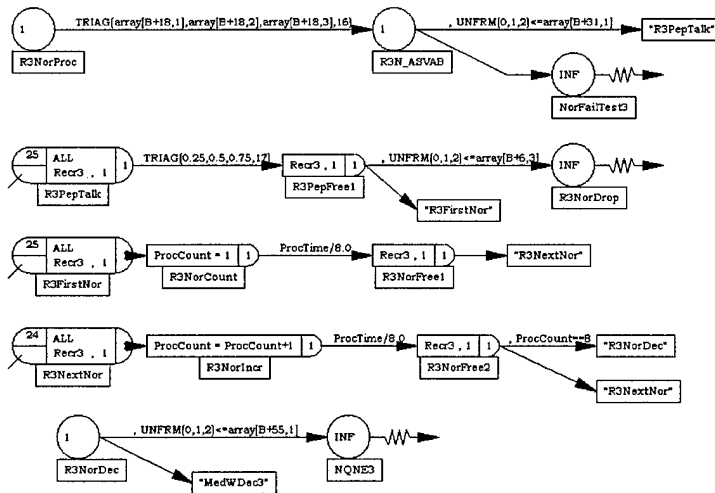 TRIAG(array[B+18,1],array[B+18,2],array[B+18,3],16)
, UNFRM(0,1,2)<=array[B+31,1]
1
1
"R3PepTalk"
R3NorProc
R3N_ASVAB
INF
NorFailTest3
25
ALL
Recr3 , 1
1
TRIAG(0.25,0.5,0.75,17)
Recr3 , 1
1
, UNFRM(0,1,2)<=array[B+6,3]
INF
R3PepTalk
R3PepFree1
R3NorDrop
"R3FirstNor"
25
ALL
Recr3 , 1
1
ProcCount = 1
1
ProcTime/8.0
Recr3 , 1
1
"R3NextNor"
R3FirstNor
R3NorCount
R3NorFree1
24
ALL
Recr3 , 1
1
ProcCount = ProcCount+1
1
ProcTime/8.0
Recr3 , 1
1
, ProcCount==8
"R3NorDec"
R3NextNor
R3NorIncr
R3NorFree2
"R3NextNor"
1
, UNFRM(0,1,2)<=array[B+55,1]
INF
R3NorDec
NQNE3
"MedWDec3"